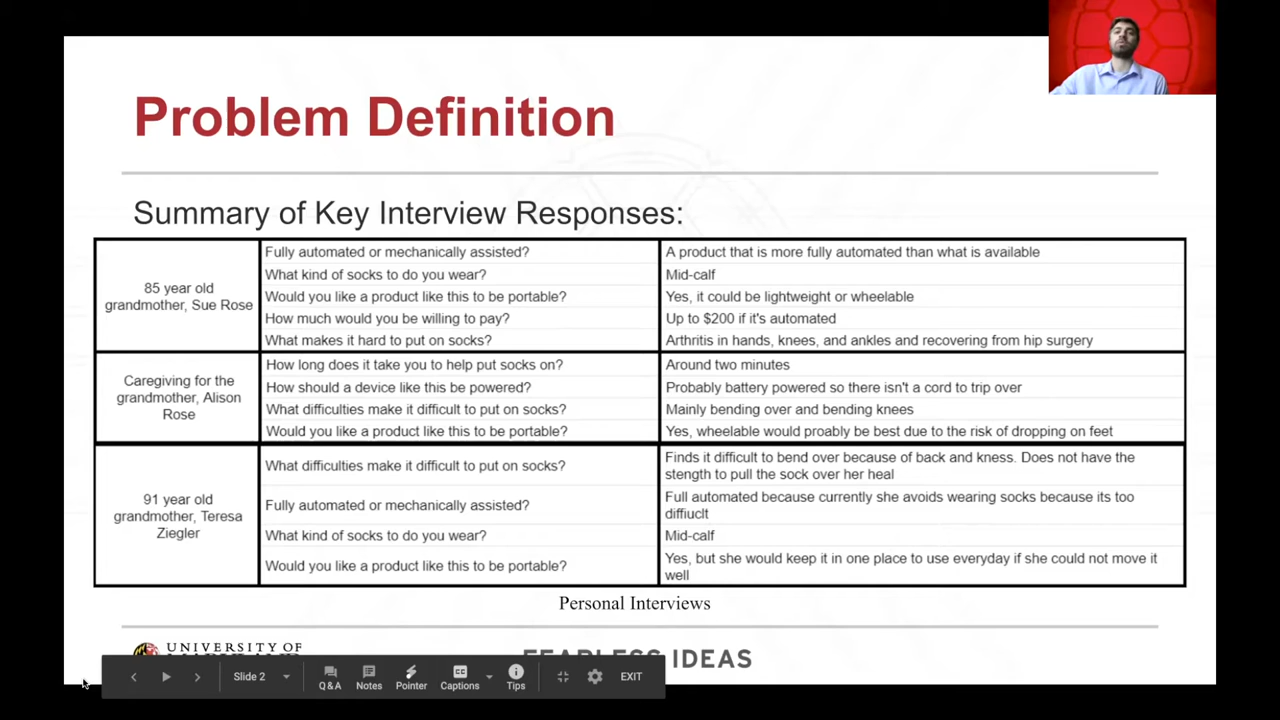 Problem Definition
Summary of Key Interview Responses:
85 year old
grandmother, Sue Rose
Fully automated or mechanically assisted?
A product that is more fully automated than what is available
What kind of socks to do you wear?
Mid-calf
Would you like a product like this to be portable?
Yes, it could be lightweight or wheelable
How much would you be willing to pay?
Up to $200 if it's automated
What makes it hard to put on socks?
Arthritis in hands, knees, and ankles and recovering from hip surgery
Caregiving for the
grandmother, Alison
Rose
How long does it take you to help put socks on?
Around two minutes
How should a device like this be powered?
Probably battery powered so there isn't a cord to trip over
What difficulties make it difficult to put on socks?
Mainly bending over and bending knees
Would you like a product like this to be portable?
Yes, wheelable would proably be best due to the risk of dropping on feet
91 year old
grandmother, Teresa
Ziegler
What difficulties make it difficult to put on socks?
Finds it difficult to bend over because of back and kness. Does not have the
stength to pull the sock over her heal
Fully automated or mechanically assisted?
Full automated because currently she avoids wearing socks because its too
diffiuclt
What kind of socks to do you wear?
Mid-calf
Would you like a product like this to be portable?
Yes, but she would keep it in one place to use everyday if she could not move it
well
Personal Interviews
UNIVERSITY OF
IDEAS
Slide 2
Q&A
Notes
Pointer
CC
Captions
Tips
EXIT